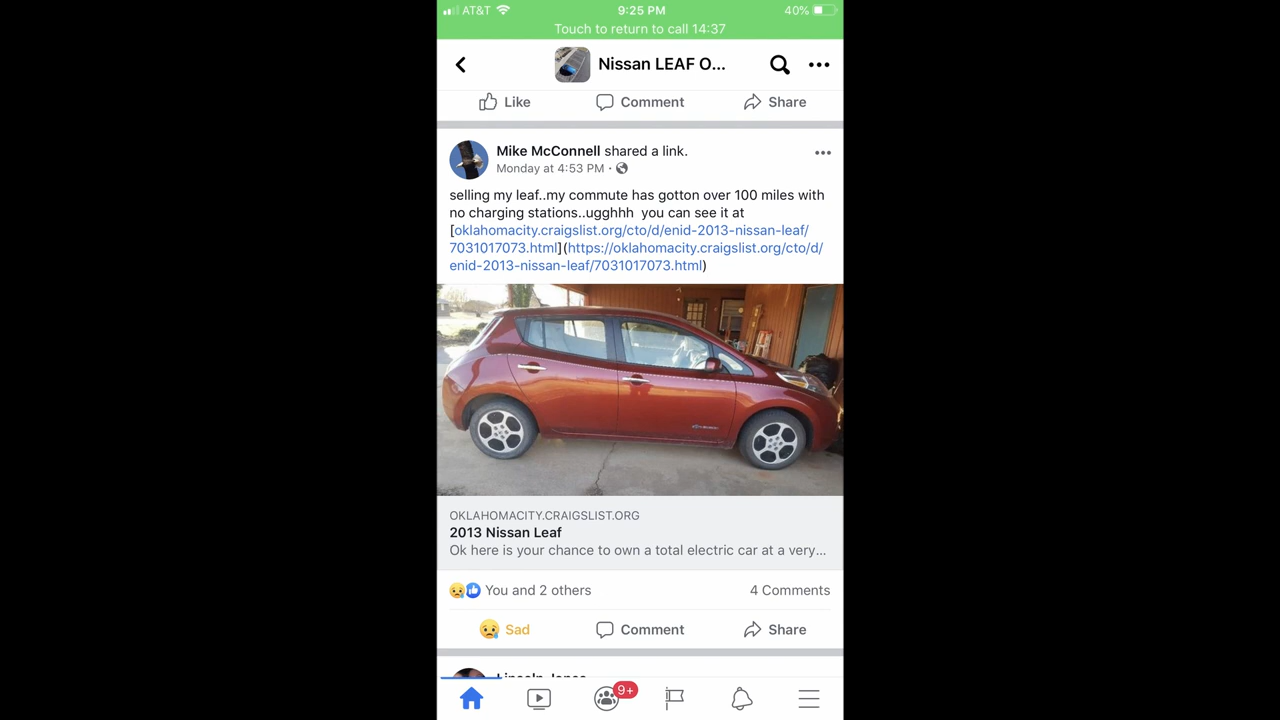 AT&T 9:25 PM 40%
Touch to return to call 14:37
Nissan LEAF O...
Like Comment Share
Mike McConnell shared a link.
Monday at 4:53 PM ·
selling my leaf..my commute has gotton over 100 miles with
no charging stations..ugghhh you can see it at
[oklahomacity.craigslist.org/cto/d/enid-2013-nissan-leaf/
7031017073.html](https://oklahomacity.craigslist.org/cto/d/
enid-2013-nissan-leaf/7031017073.html)
OKLAHOMACITY.CRAIGSLIST.ORG
2013 Nissan Leaf
Ok here is your chance to own a total electric car at a very...
You and 2 others 4 Comments
Sad Comment Share
9+